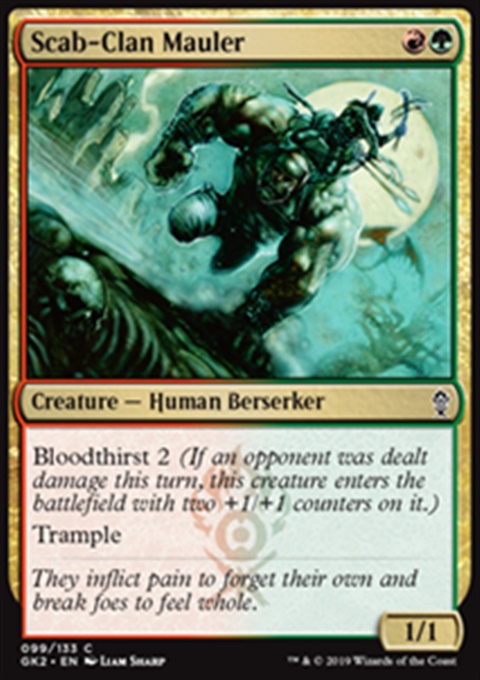 Scab-Clan Mauler
Creature — Human Berserker
Bloodthirst 2 (If an opponent was dealt
damage this turn, this creature enters the
battlefield with two +1/+1 counters on it.)
Trample
They inflict pain to forget their own and
break foes to feel whole.
1/1
099/133 C
GK2 • EN Liam Sharp
™ & © 2019 Wizards of the Coast